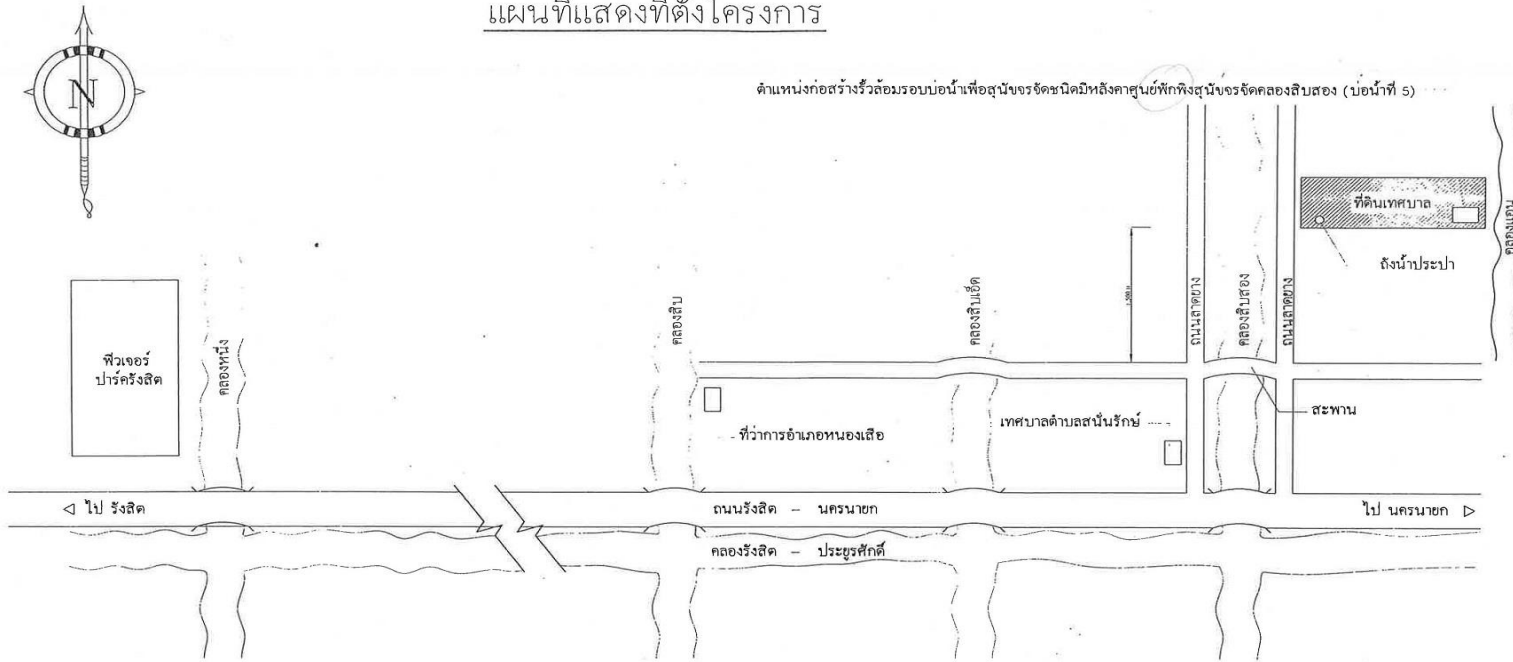 แผนที่แสดงที่ตั้งโครงการ
N
ตำแหน่งก่อสร้างรั้วล้อมรอบบ่อน้ำเพื่อสุนัขจรจัดชนิดมีหลังคาศูนย์พักพิงสุนัขจรจัดคลองสิบสอง (บ่อน้ำที่ 5)
ที่ดินเทศบาล
ถังน้ำประปา
คลองแอน
ถนนลาดยาง
คลองสิบสอง
ถนนลาดยาง
คลองสิบเอ็ด
คลองสิบ
คลองหนึ่ง
ฟิวเจอร์
ปาร์ครังสิต
สะพาน
ที่ว่าการอำเภอหนองเสือ
เทศบาลตำบลสนั่นรักษ์
ไป รังสิต
ถนนรังสิต – นครนายก
ไป นครนายก
คลองรังสิต – ประยูรศักดิ์